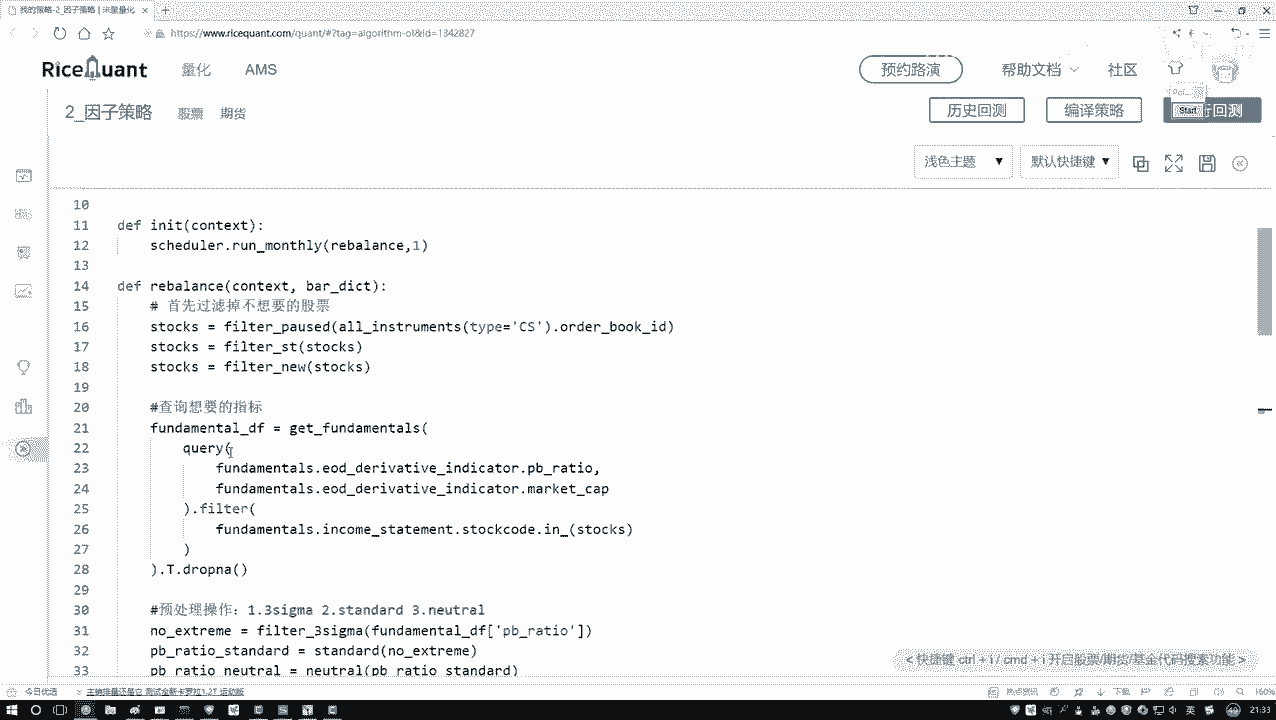 我的策略-2_因子策略 | 米筐量化
https://www.ricequant.com/quant/#?tag=algorithm-ol&id=1842827
RiceQuant 量化 AMS 预约路演 帮助文档 社区
2_因子策略 股票 期货 历史回测 编译策略 回测
Start
浅色主题 默认快捷键
10
11 def init(context):
12 scheduler.run_monthly(rebalance,1)
13
14 def rebalance(context, bar_dict):
15 # 首先过滤掉不想要的股票
16 stocks = filter_paused(all_instruments(type='CS').order_book_id)
17 stocks = filter_st(stocks)
18 stocks = filter_new(stocks)
19
20 #查询想要的指标
21 fundamental_df = get_fundamentals(
22 query(
23 fundamentals.eod_derivative_indicator.pb_ratio,
24 fundamentals.eod_derivative_indicator.market_cap
25 ).filter(
26 fundamentals.income_statement.stockcode.in_(stocks)
27 )
28 ).T.dropna()
29
30 #预处理操作：1.3sigma 2.standard 3.neutral
31 no_extreme = filter_3sigma(fundamental_df['pb_ratio'])
32 pb_ratio_standard = standard(no_extreme)
33 pb_ratio_neutral = neutral(pb_ratio_standard)
< 快捷键 ctrl + i / cmd + i 开启股票/期货/基金代码搜索功能 >
今日优选 热点资讯 下载 160%
英 21:33